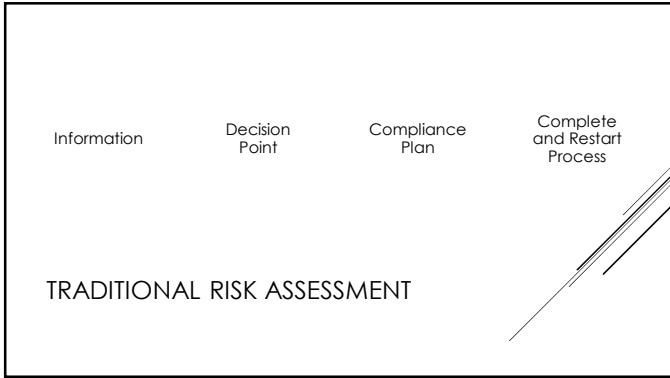 Information
Decision
Point
Compliance
Plan
Complete
and Restart
Process
TRADITIONAL RISK ASSESSMENT